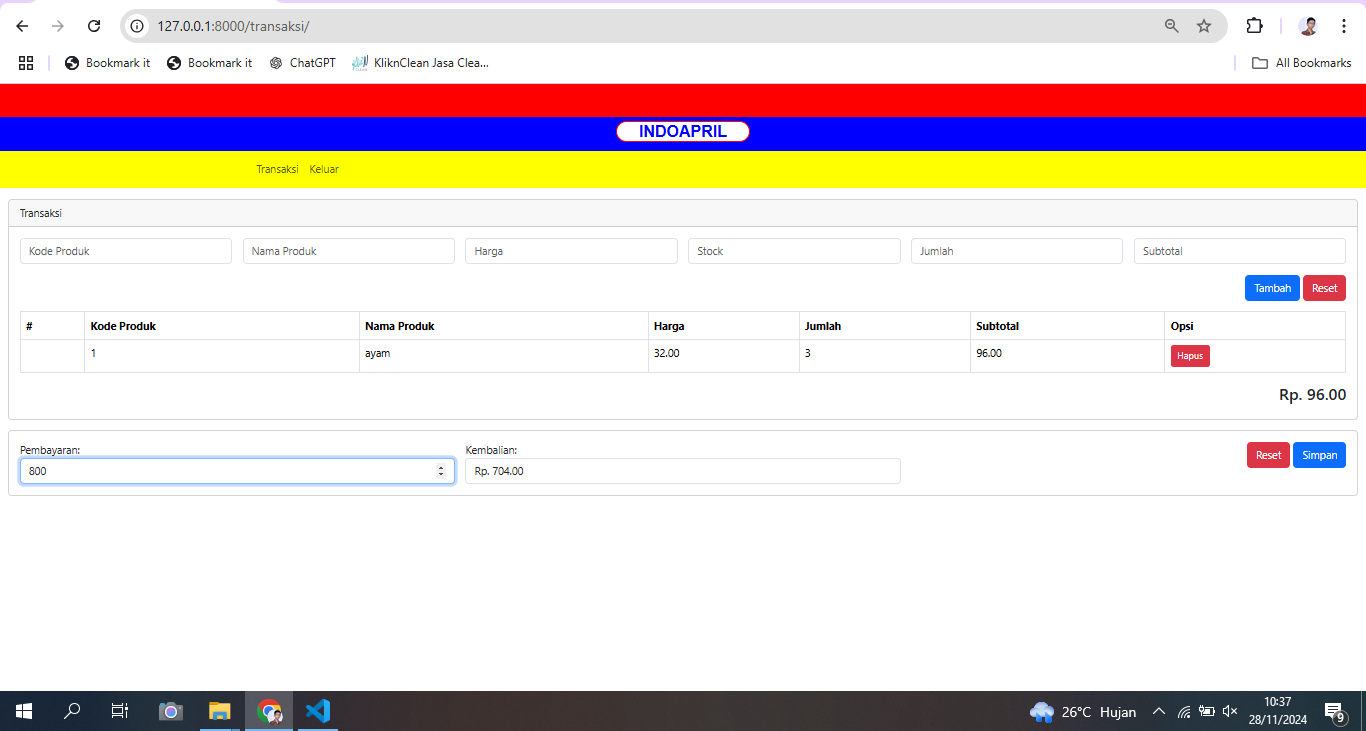 127.0.0.1:8000/transaksi/
Bookmark it Bookmark it ChatGPT KliknClean Jasa Clea... All Bookmarks
INDOAPRIL
Transaksi Keluar
Transaksi
Kode Produk Nama Produk Harga Stock Jumlah Subtotal
Tambah Reset
# Kode Produk Nama Produk Harga Jumlah Subtotal Opsi
1 ayam 32.00 3 96.00 Hapus
Rp. 96.00
Pembayaran: Kembalian: Reset Simpan
800 Rp. 704.00
26°C Hujan 10:37
28/11/2024 9